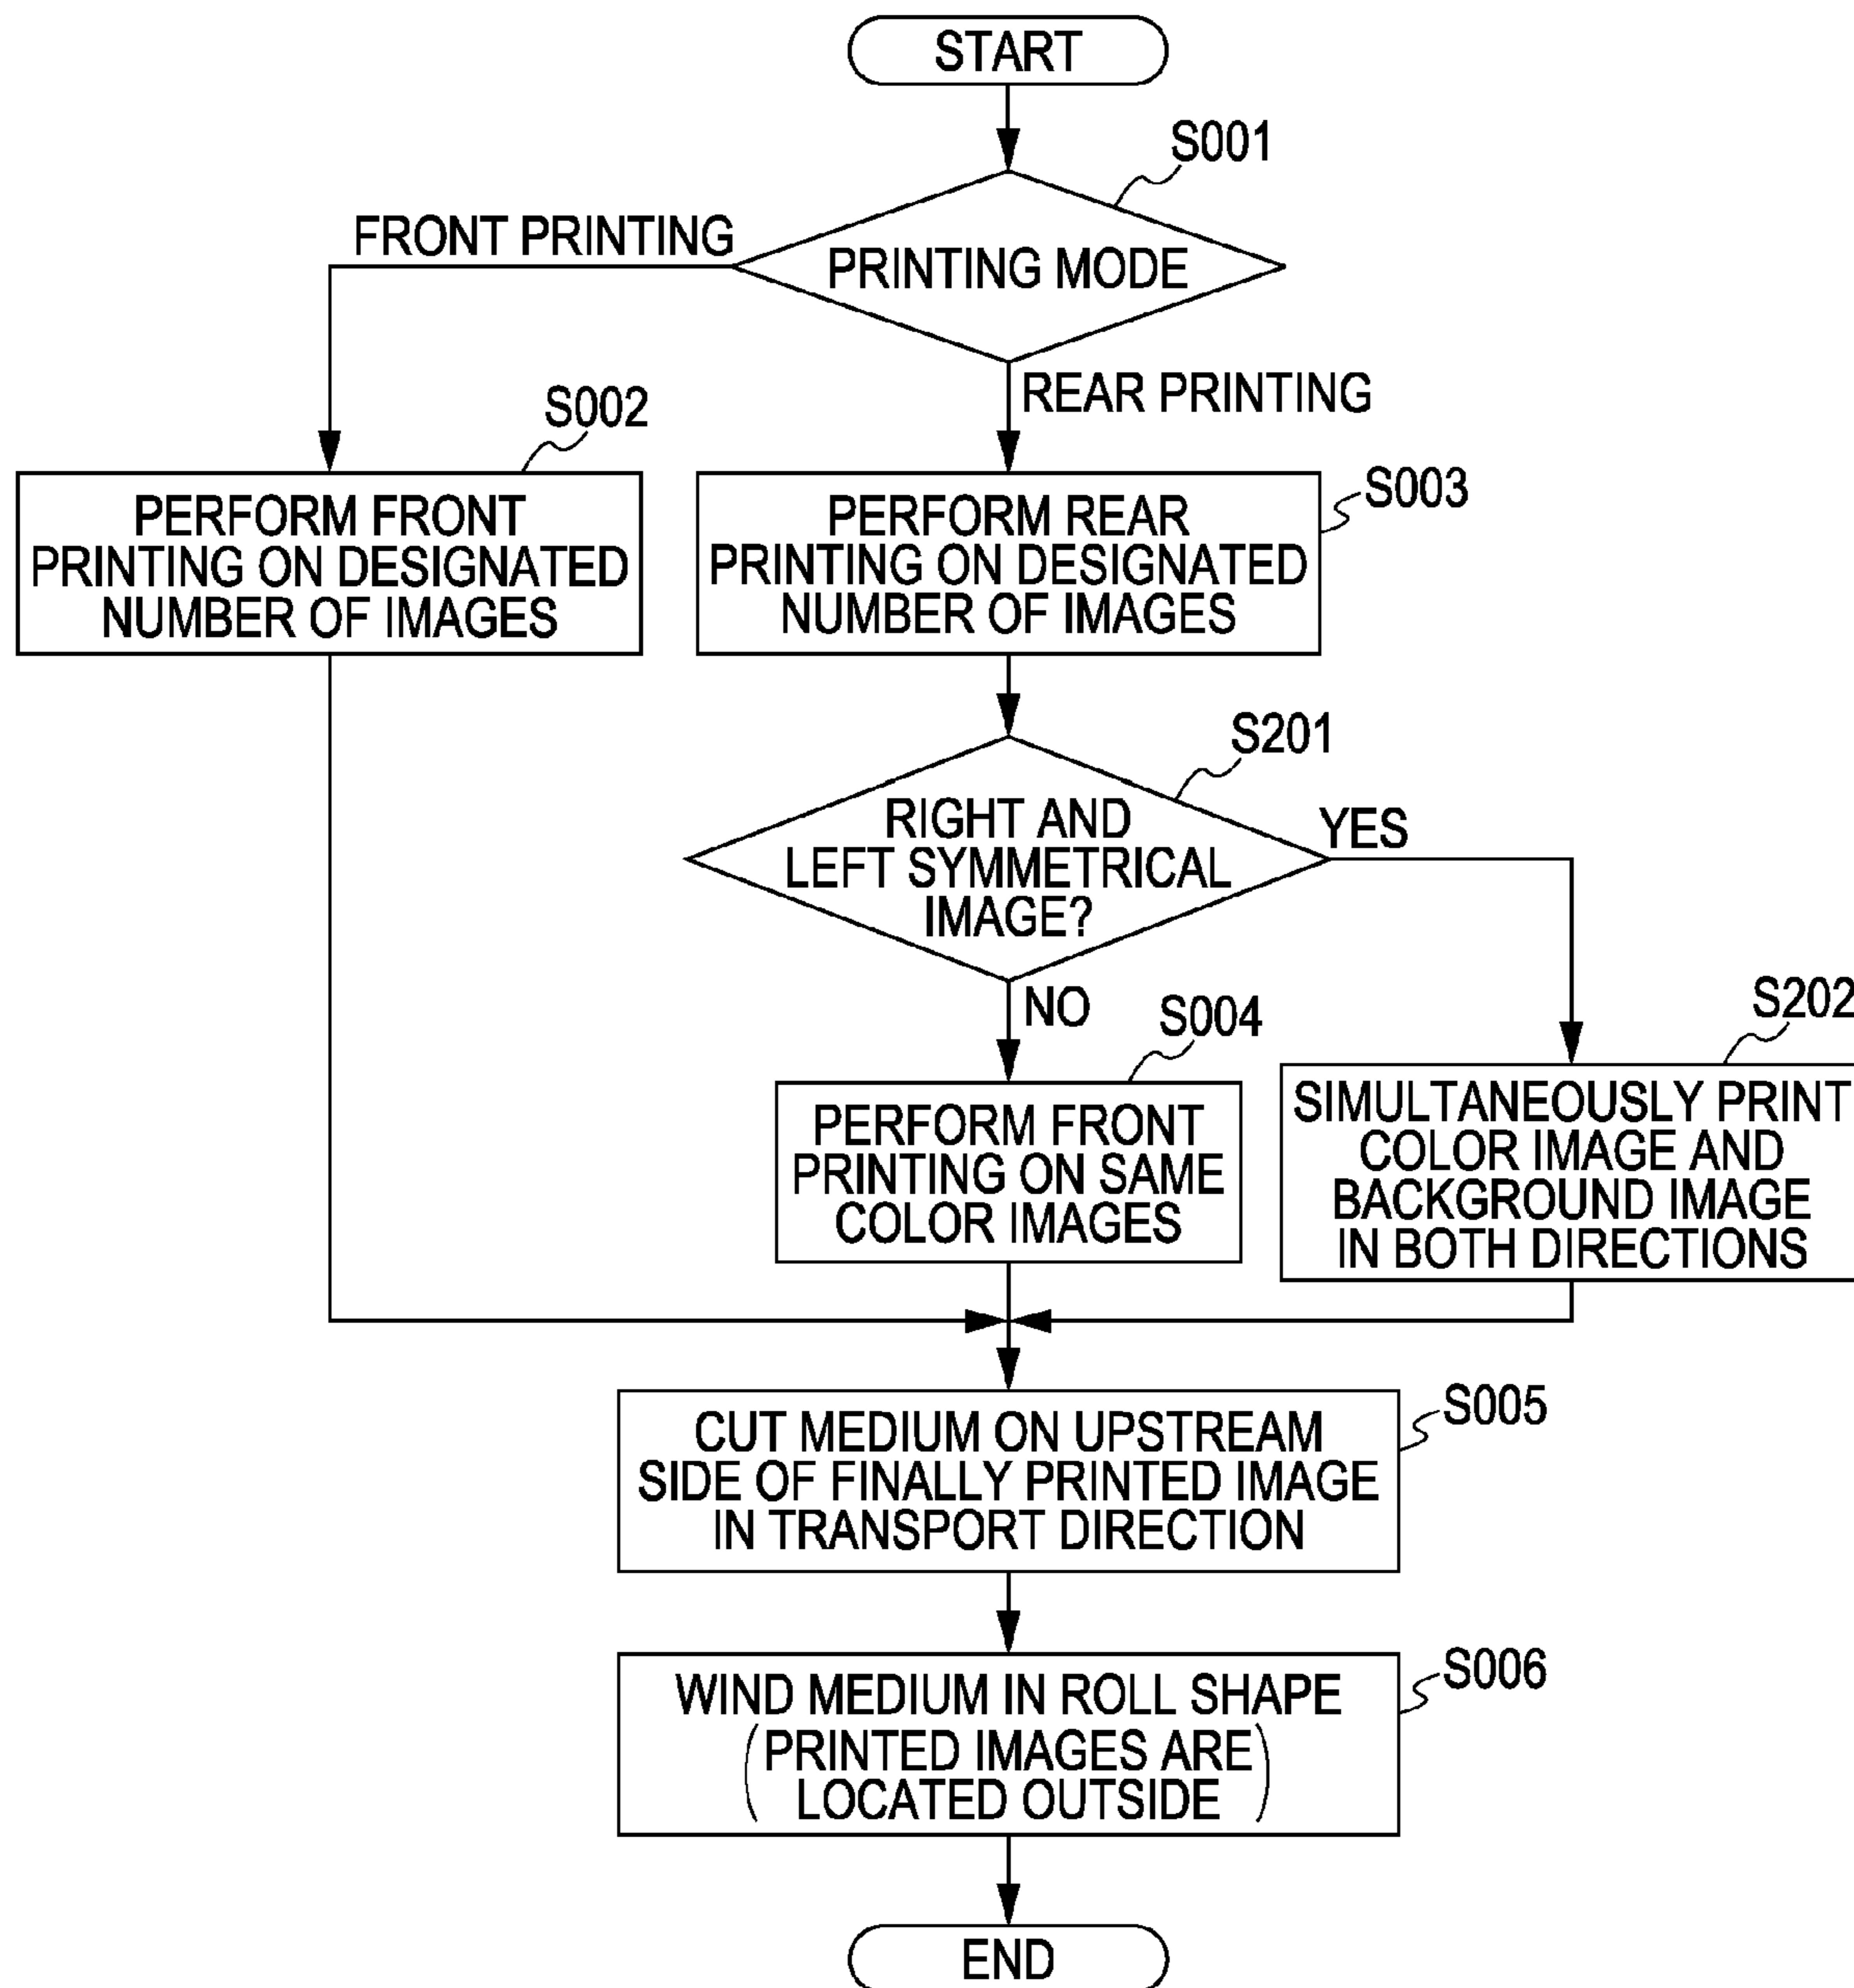 START
S001
FRONT PRINTING
PRINTING MODE
REAR PRINTING
S002
PERFORM FRONT
PRINTING ON DESIGNATED
NUMBER OF IMAGES
S003
PERFORM REAR
PRINTING ON DESIGNATED
NUMBER OF IMAGES
S201
RIGHT AND
LEFT SYMMETRICAL
IMAGE?
YES
NO
S004
PERFORM FRONT
PRINTING ON SAME
COLOR IMAGES
S202
SIMULTANEOUSLY PRINT
COLOR IMAGE AND
BACKGROUND IMAGE
IN BOTH DIRECTIONS
S005
CUT MEDIUM ON UPSTREAM
SIDE OF FINALLY PRINTED IMAGE
IN TRANSPORT DIRECTION
S006
WIND MEDIUM IN ROLL SHAPE
(PRINTED IMAGES ARE
LOCATED OUTSIDE)
END